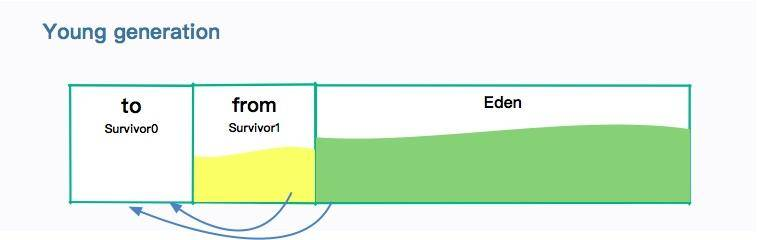 Young generation
to
Survivor0
from
Survivor1
Eden